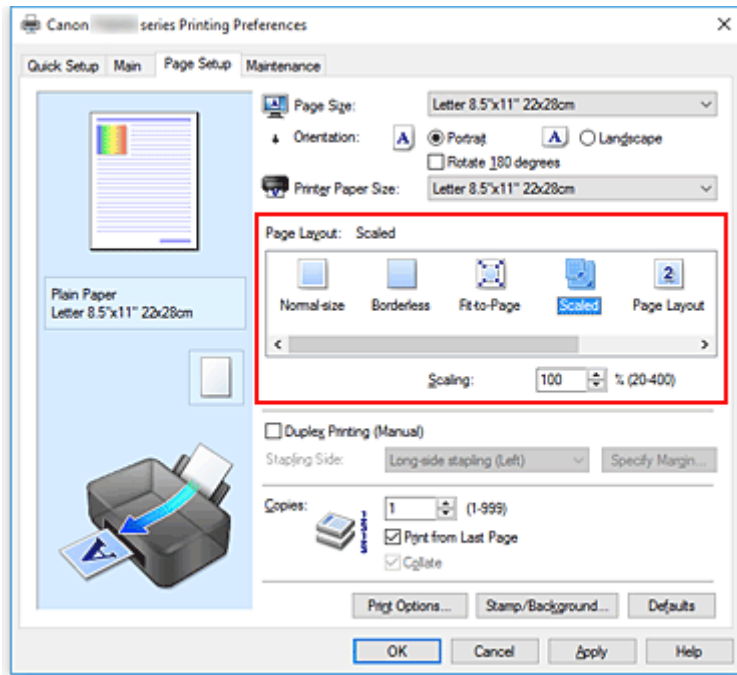 Canon series Printing Preferences
Quick Setup Main Page Setup Maintenance
Page Size: Letter 8.5"x11" 22x28cm
Orientation: A Portrait A Landscape
Rotate 180 degrees
Printer Paper Size: Letter 8.5"x11" 22x28cm
Page Layout: Scaled
Normal-size Borderless Fit-to-Page Scaled Page Layout
Scaling: 100 % (20-400)
Plain Paper
Letter 8.5"x11" 22x28cm
Duplex Printing (Manual)
Stapling Side: Long-side stapling (Left) Specify Margin...
Copies: 1 (1-999)
Print from Last Page
Collate
Print Options... Stamp/Background... Defaults
OK Cancel Apply Help